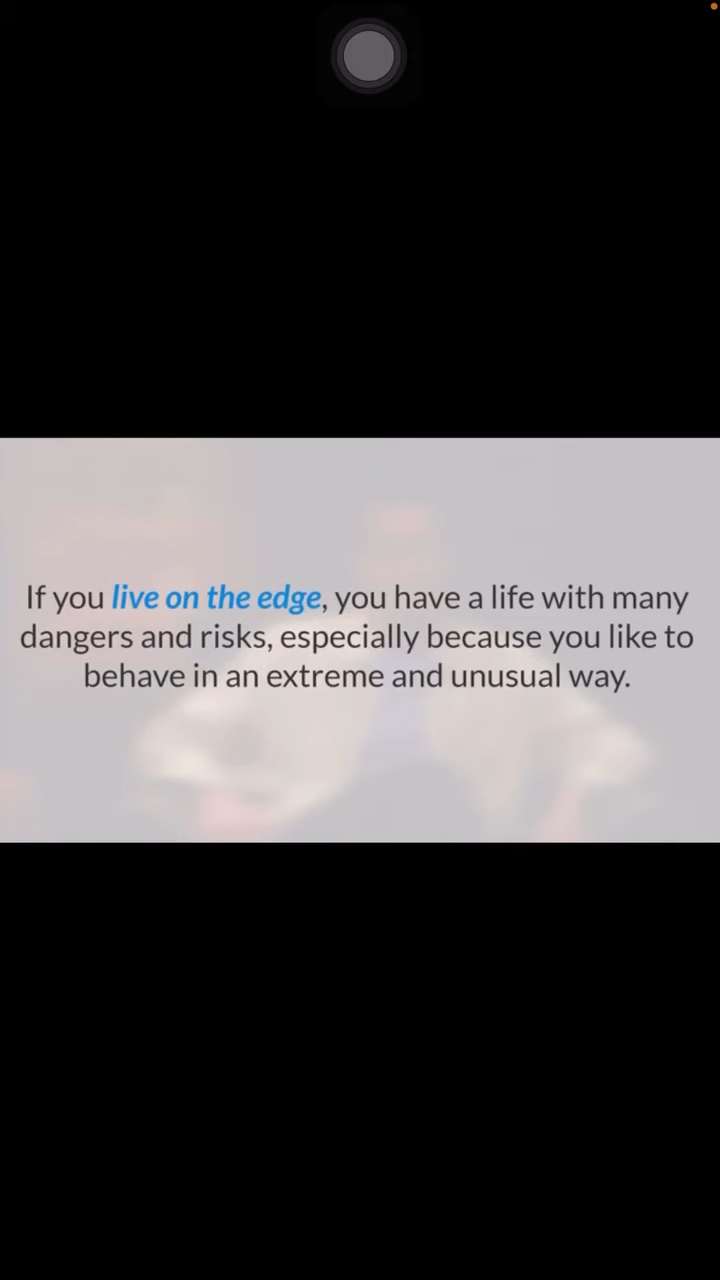 If you live on the edge, you have a life with many
dangers and risks, especially because you like to
behave in an extreme and unusual way.